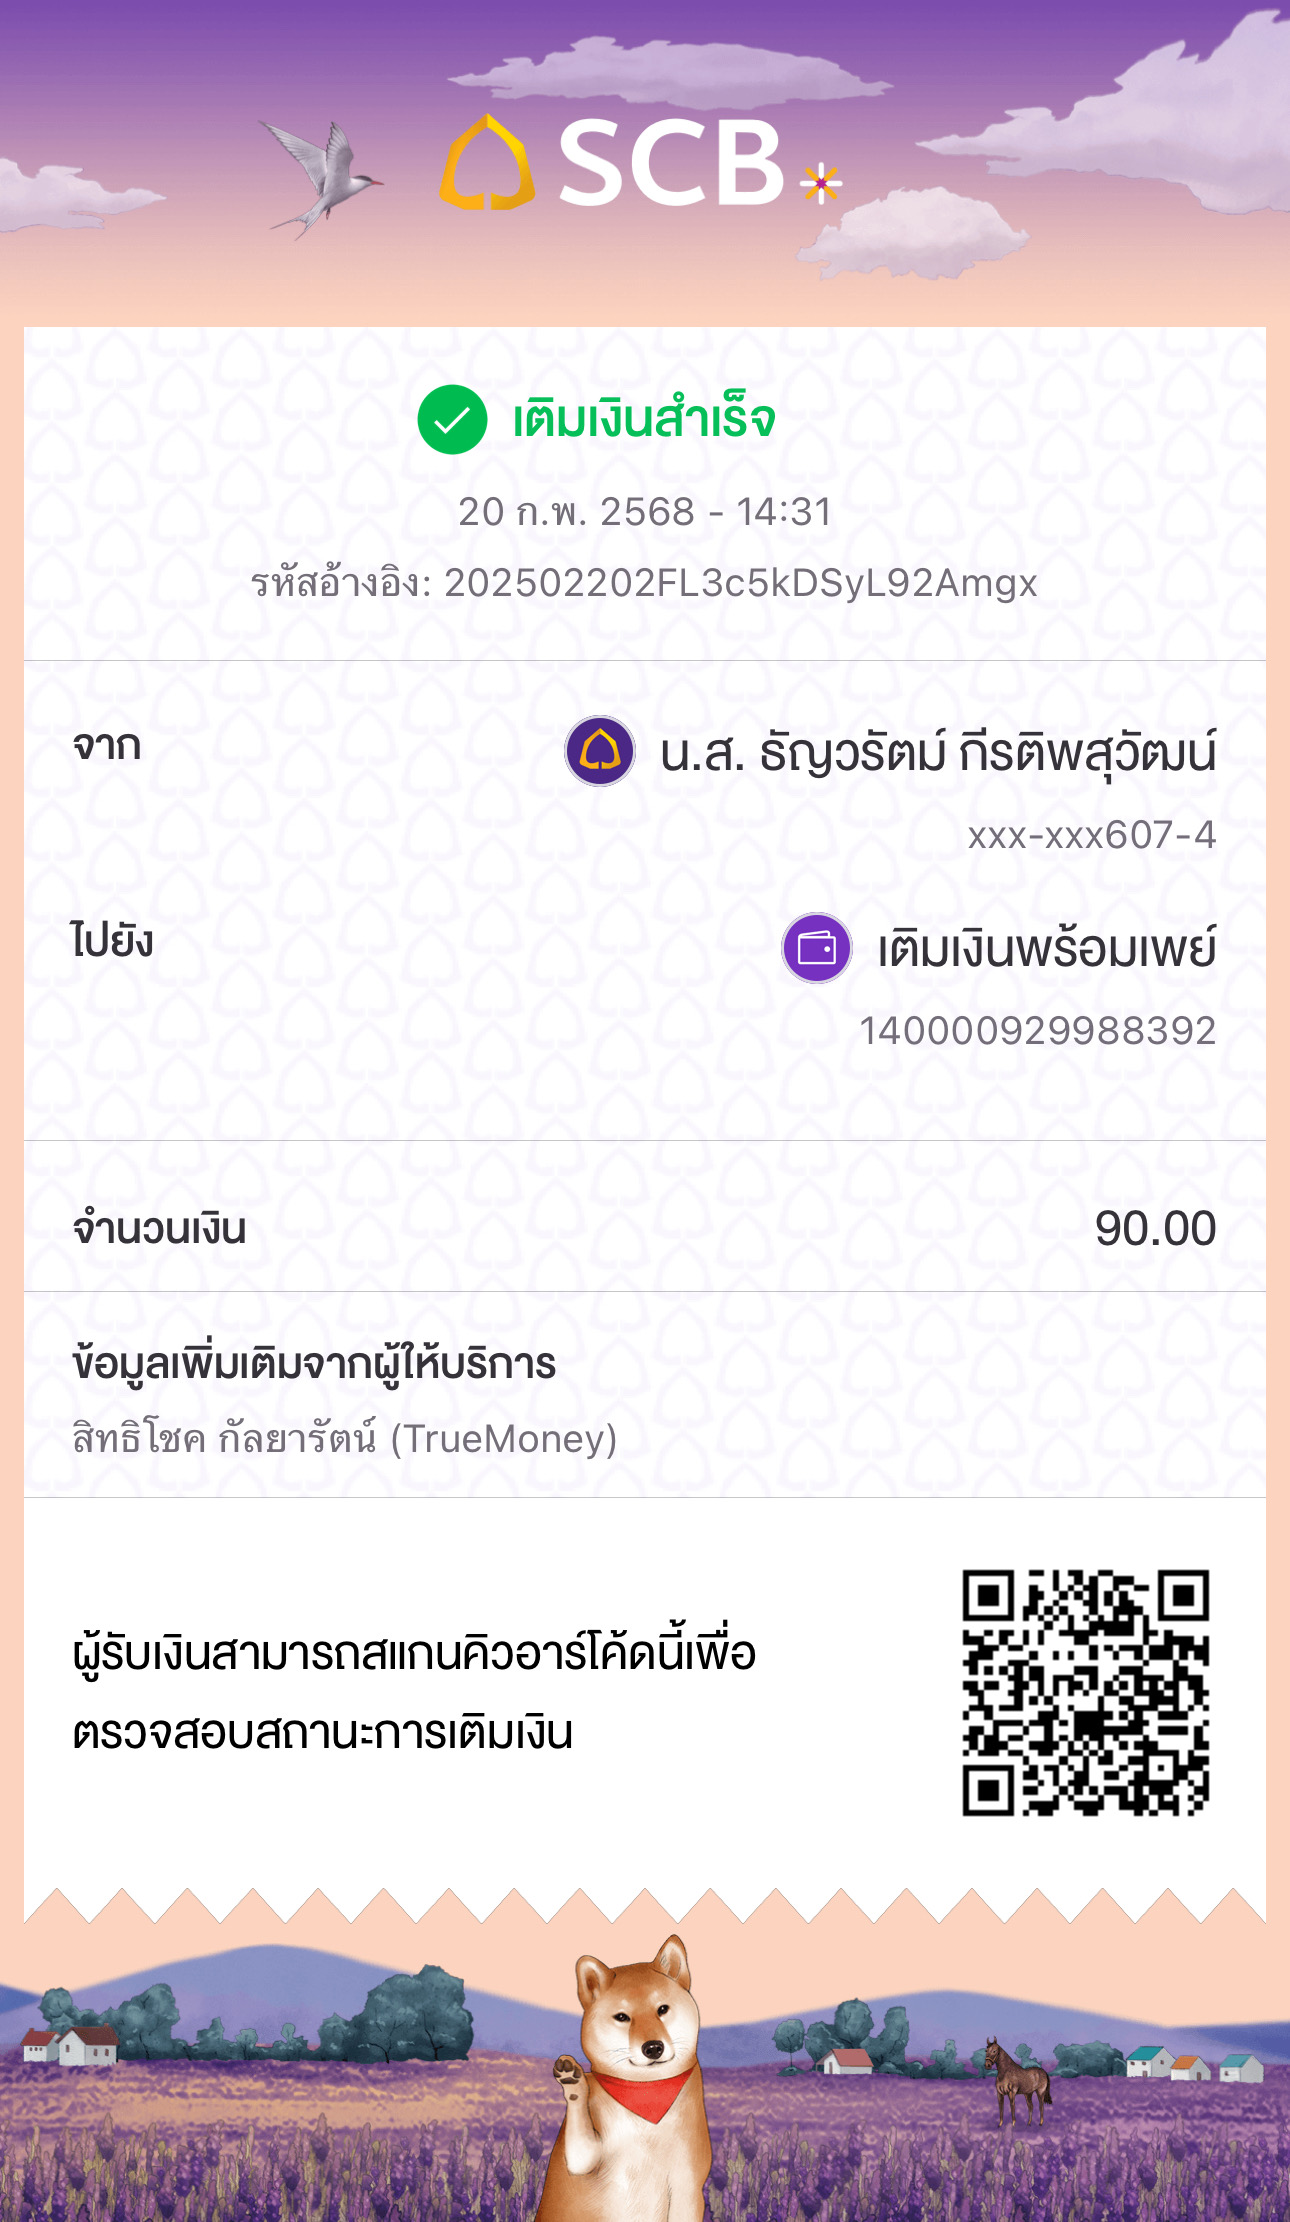 SCB
เติมเงินสำเร็จ
20 ก.พ. 2568 - 14:31
รหัสอ้างอิง: 202502202FL3c5kDSyL92Amgx
จาก
น.ส. ธัญวรัตม์ กีรติพสุวัฒน์
xxx-xxx607-4
ไปยัง
เติมเงินพร้อมเพย์
140000929988392
จำนวนเงิน
90.00
ข้อมูลเพิ่มเติมจากผู้ให้บริการ
สิทธิโชค กัลยารัตน์ (TrueMoney)
ผู้รับเงินสามารถสแกนคิวอาร์โค้ดนี้เพื่อ
ตรวจสอบสถานะการเติมเงิน